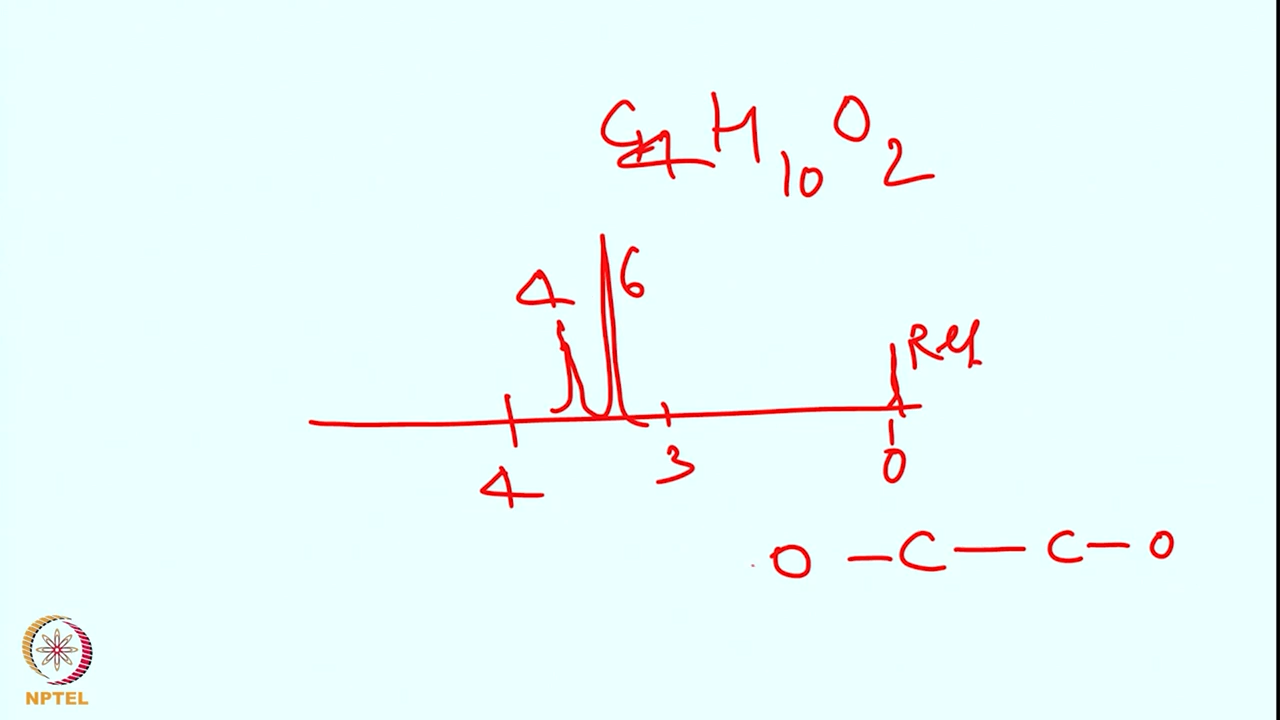 C4H10O2
4 6
Ref
4 3 0
O — C — C — O
NPTEL